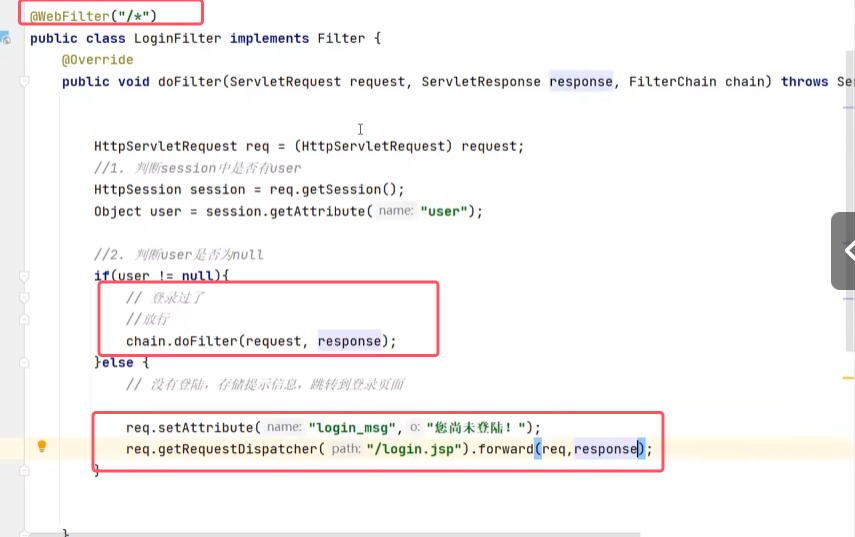 @WebFilter("/*")
public class LoginFilter implements Filter {
@Override
public void doFilter(ServletRequest request, ServletResponse response, FilterChain chain) throws
HttpServletRequest req = (HttpServletRequest) request;
//1. 判断session中是否有user
HttpSession session = req.getSession();
Object user = session.getAttribute( name: "user");
//2. 判断user是否为null
if(user != null){
// 登录过了
//放行
chain.doFilter(request, response);
}else {
// 没有登陆，存储提示信息，跳转到登录页面
req.setAttribute( name: "login_msg", o: "您尚未登陆！");
req.getRequestDispatcher( path: "/login.jsp").forward(req,response);
}
}